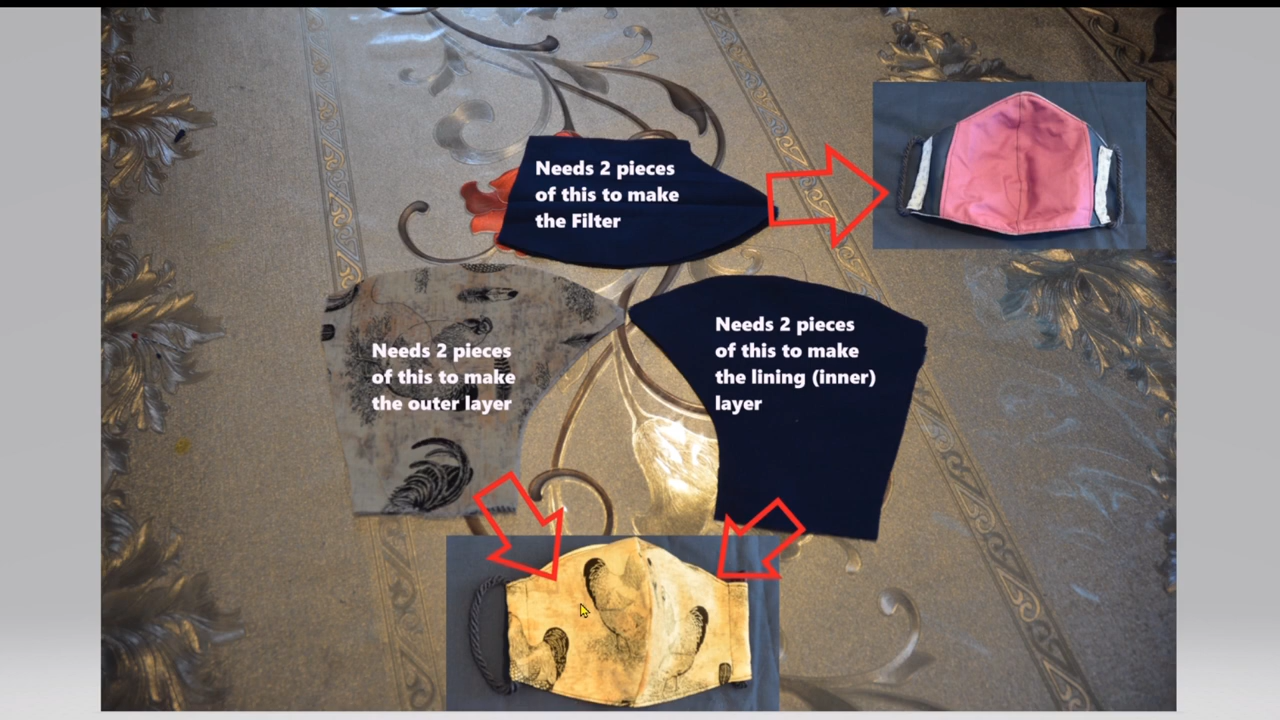 Needs 2 pieces
of this to make
the Filter
Needs 2 pieces
of this to make
the outer layer
Needs 2 pieces
of this to make
the lining (inner)
layer